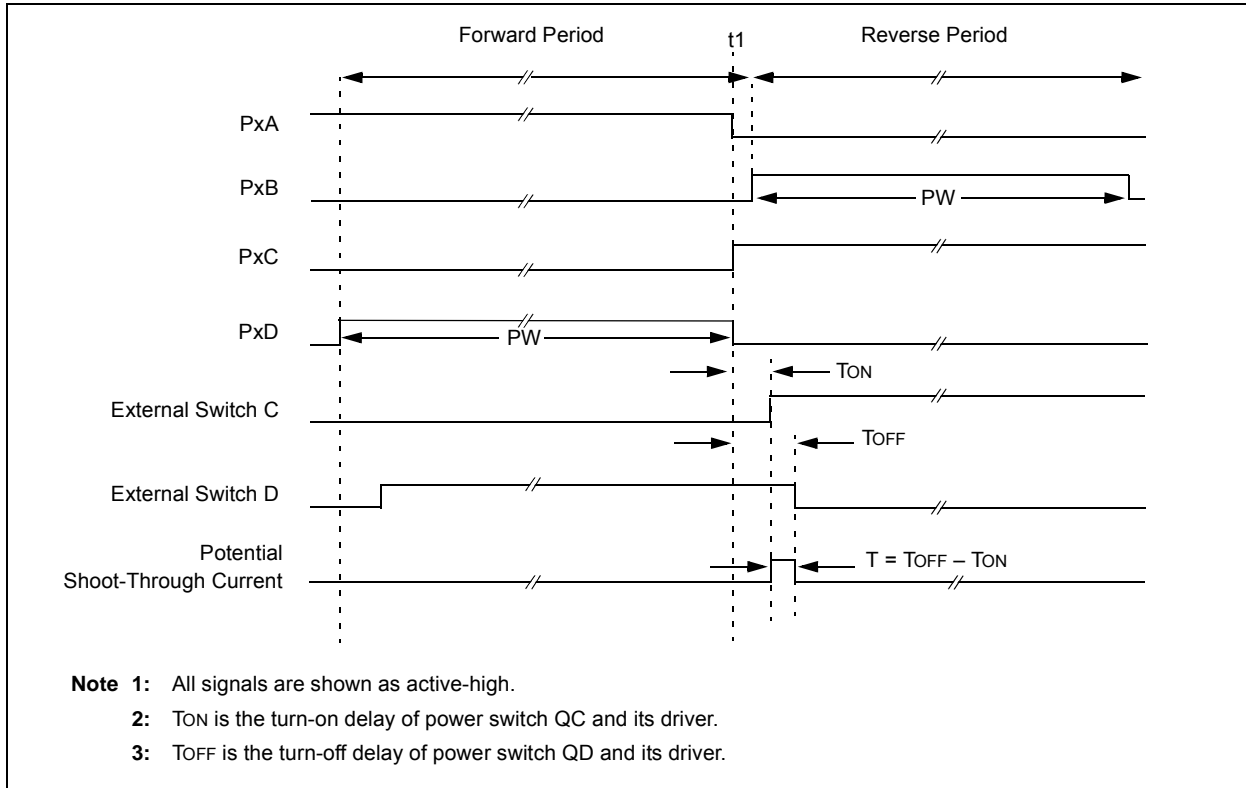 Forward Period
t1
Reverse Period
PxA
PxB
PW
PxC
PxD
PW
TON
External Switch C
TOFF
External Switch D
Potential
Shoot-Through Current
T = TOFF – TON
Note 1: All signals are shown as active-high.
2: TON is the turn-on delay of power switch QC and its driver.
3: TOFF is the turn-off delay of power switch QD and its driver.